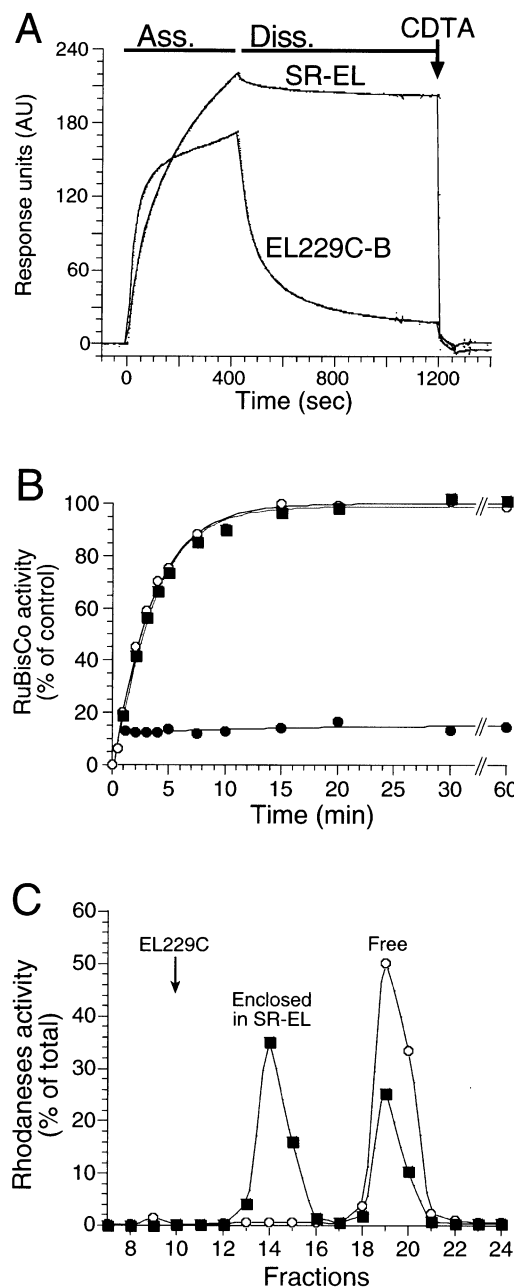 A
Ass.
Diss.
CDTA
240
180
120
60
0
Response units (AU)
SR-EL
EL229C-B
0
400
800
1200
Time (sec)
B
100
80
60
40
20
0
RuBisCo activity
(% of control)
0
5
10
15
20
25
30
60
Time (min)
C
60
50
40
30
20
10
0
Rhodaneses activity
(% of total)
EL229C
Enclosed
in SR-EL
Free
8
10
12
14
16
18
20
22
24
Fractions